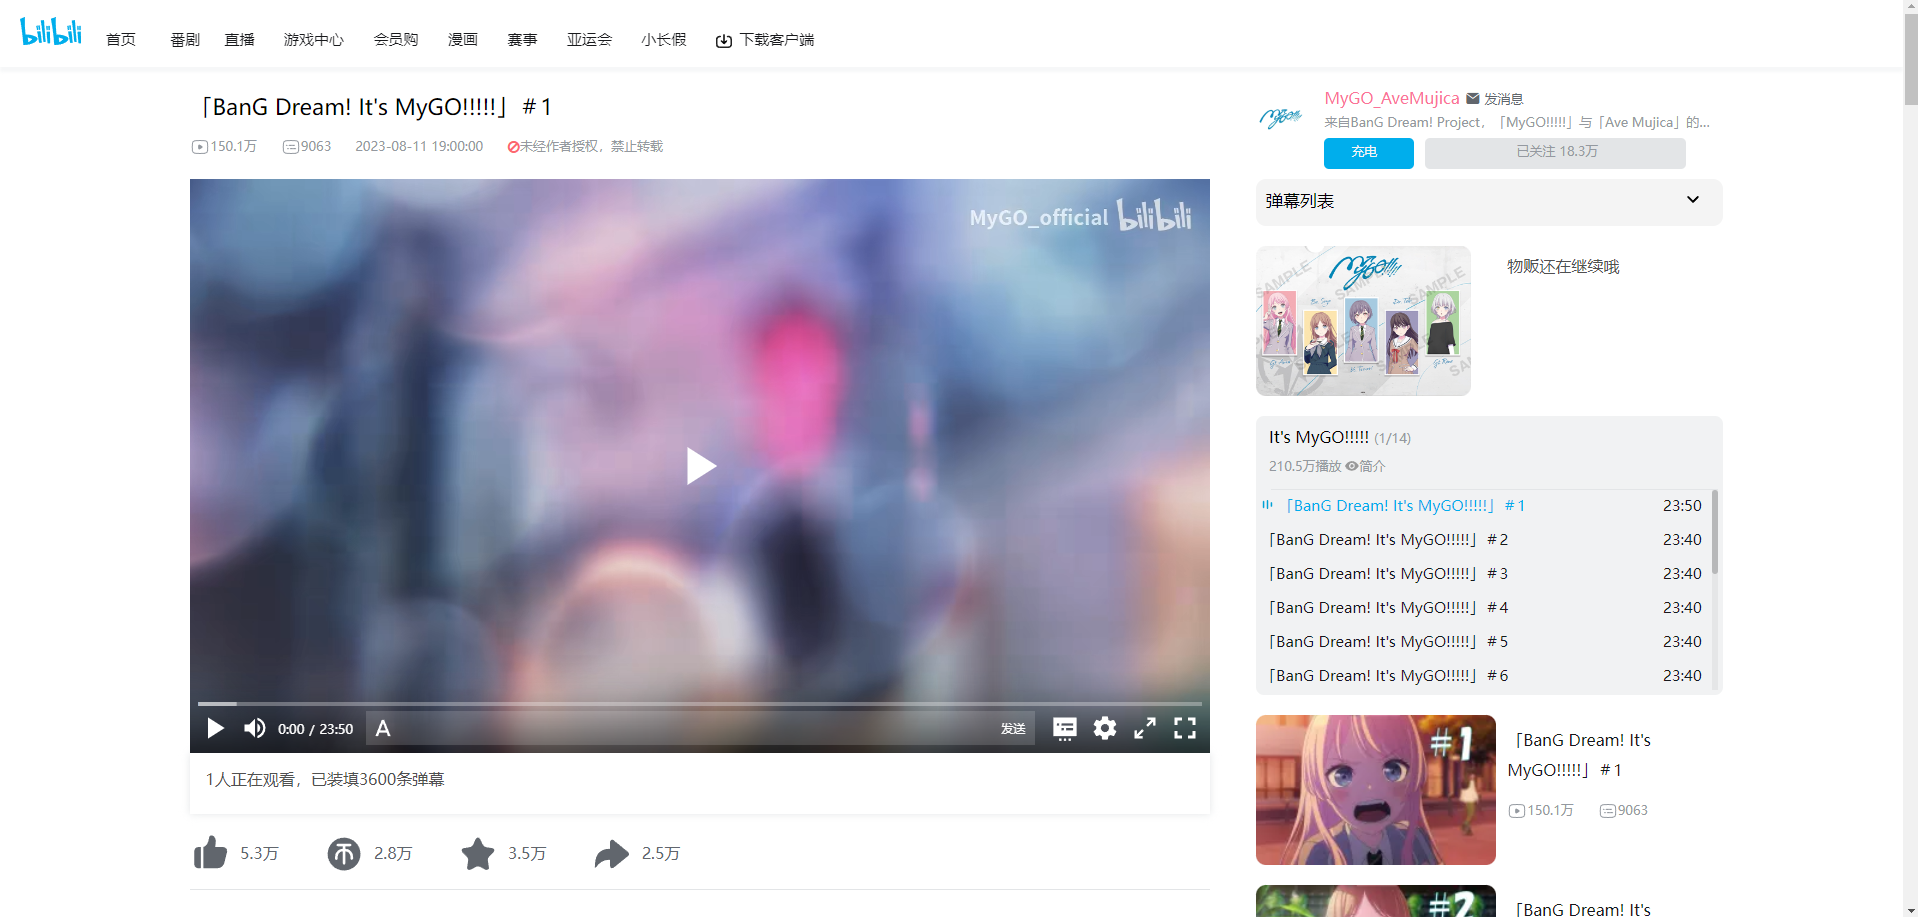 bilibili 首页 番剧 直播 游戏中心 会员购 漫画 赛事 亚运会 小长假 下载客户端
「BanG Dream! It's MyGO!!!!!」＃1
150.1万 9063 2023-08-11 19:00:00 未经作者授权，禁止转载
MyGO_official bilibili
0:00 / 23:50 A 发送
1人正在观看，已装填3600条弹幕
5.3万 2.8万 3.5万 2.5万
MyGO!!!!!
MyGO_AveMujica 发消息
来自BanG Dream! Project，「MyGO!!!!!」与「Ave Mujica」的...
充电 已关注 18.3万
弹幕列表
MyGO!!!!!
SAMPLE
SAMPLE
物贩还在继续哦
It's MyGO!!!!! (1/14)
210.5万播放 简介
「BanG Dream! It's MyGO!!!!!」＃1 23:50
「BanG Dream! It's MyGO!!!!!」＃2 23:40
「BanG Dream! It's MyGO!!!!!」＃3 23:40
「BanG Dream! It's MyGO!!!!!」＃4 23:40
「BanG Dream! It's MyGO!!!!!」＃5 23:40
「BanG Dream! It's MyGO!!!!!」＃6 23:40
#1
「BanG Dream! It's
MyGO!!!!!」＃1
150.1万 9063
#2
「BanG Dream! It's